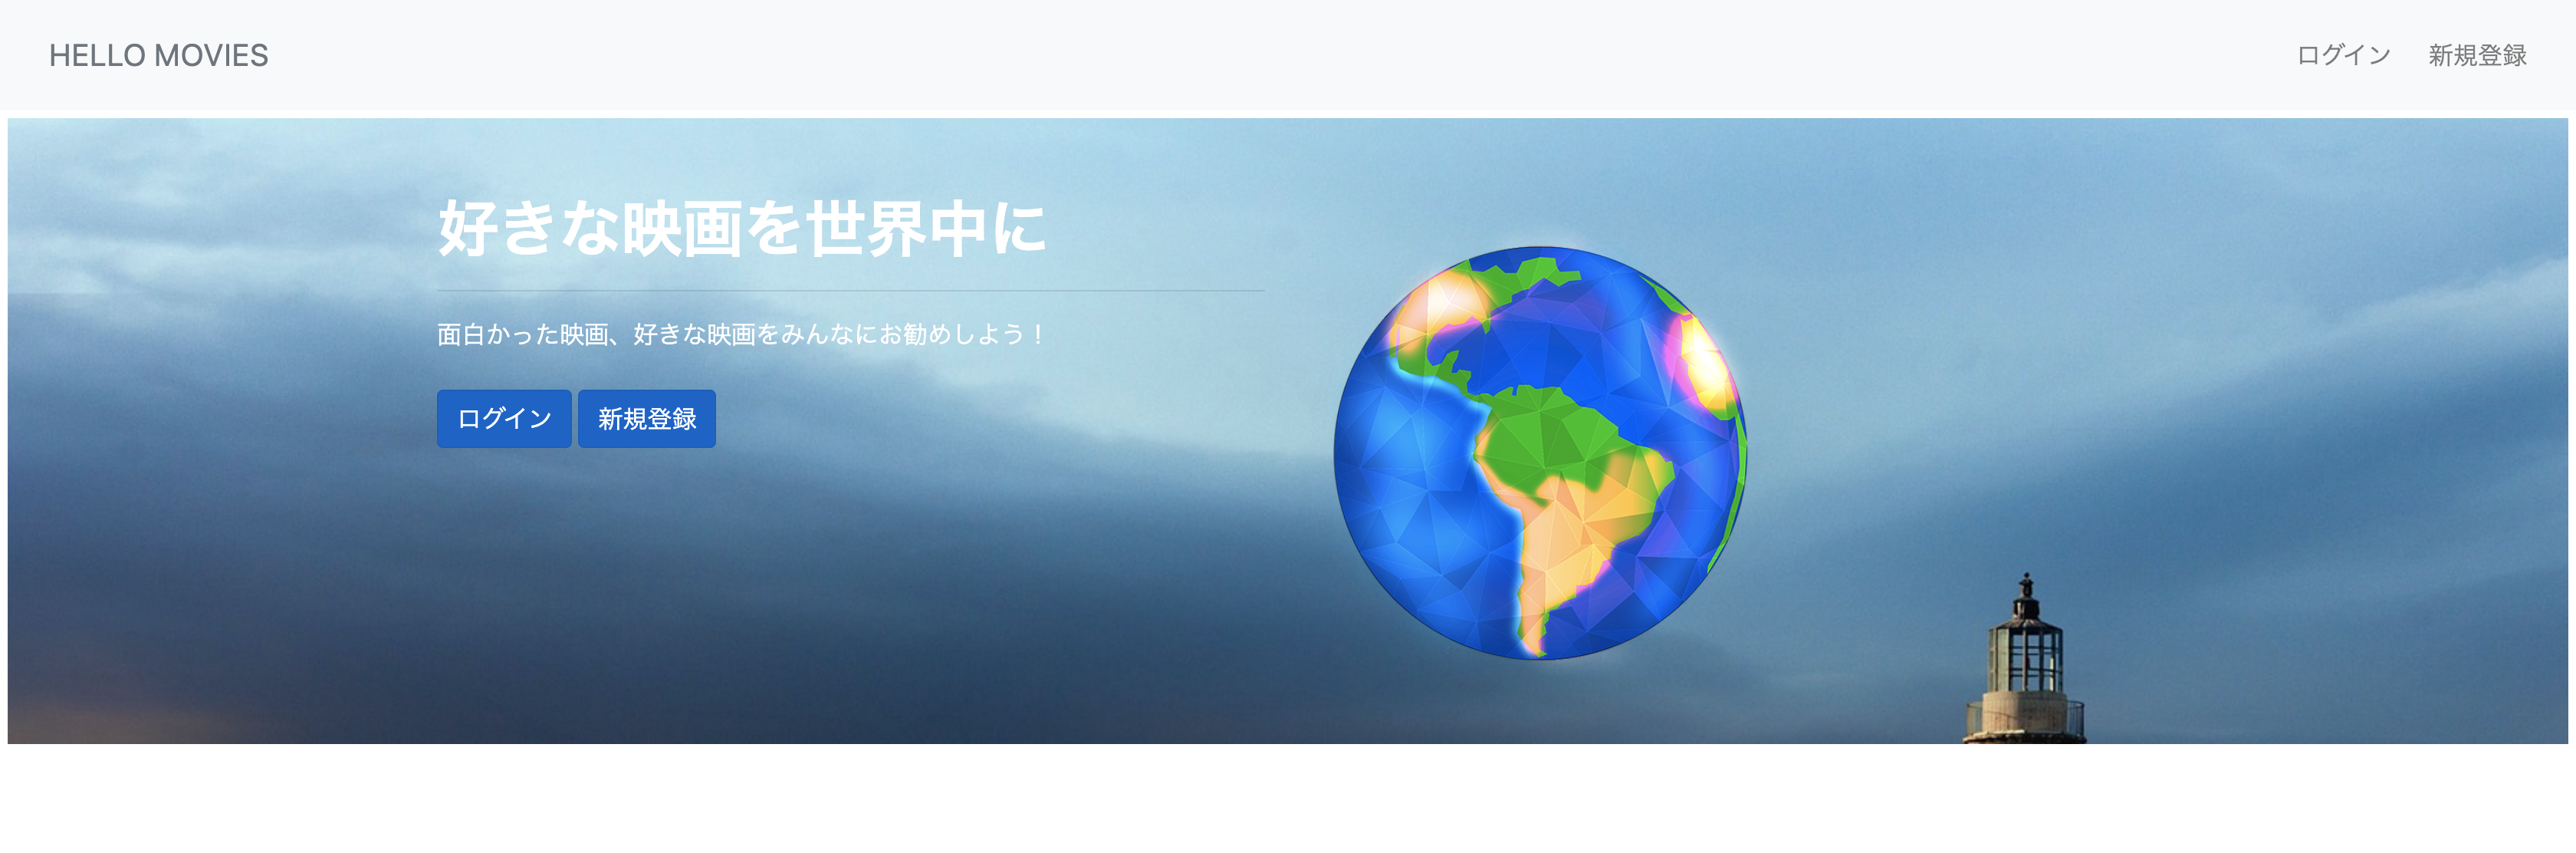 HELLO MOVIES
ログイン 新規登録
好きな映画を世界中に
面白かった映画、好きな映画をみんなにお勧めしよう！
ログイン 新規登録